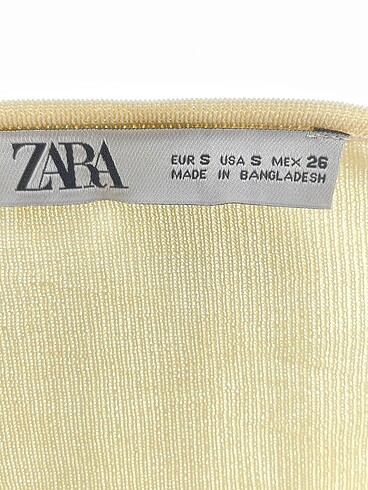 ZARA
EUR S USA S MEX 26
MADE IN BANGLADESH